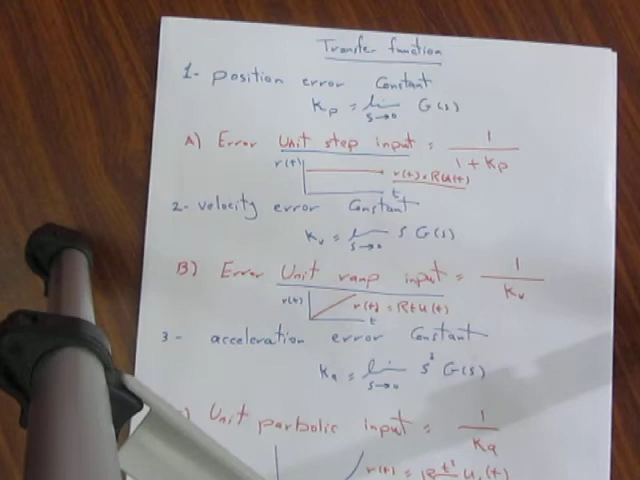 Transfer function
1- position error Constant
Kp = lim s→0 G(s)
A) Error Unit step input = 1 / 1 + Kp
r(t)
r(t) = RU(t)
t
2- velocity error Constant
Kv = lim s→0 s G(s)
B) Error Unit ramp input = 1 / Kv
r(t)
r(t) = Rt u(t)
t
3- acceleration error Constant
Ka = lim s→0 s² G(s)
) Unit parbolic input = 1 / Ka
r(t) = Rt² U(t)